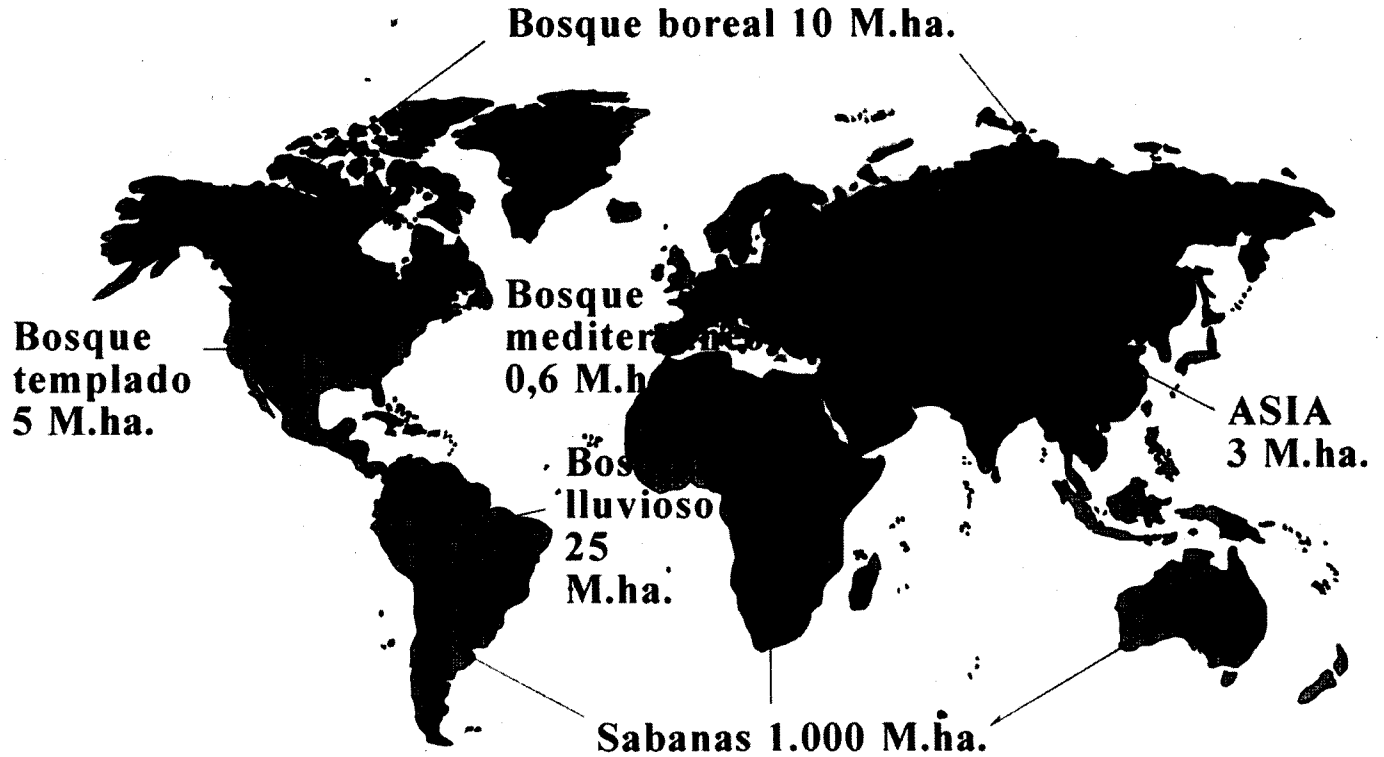 Bosque boreal 10 M.ha.
Bosque
templado
5 M.ha.
Bosque
0,6
lluvioso
25
M.ha.
ASIA
3 M.ha.
Sabanas 1.000 M.ha.